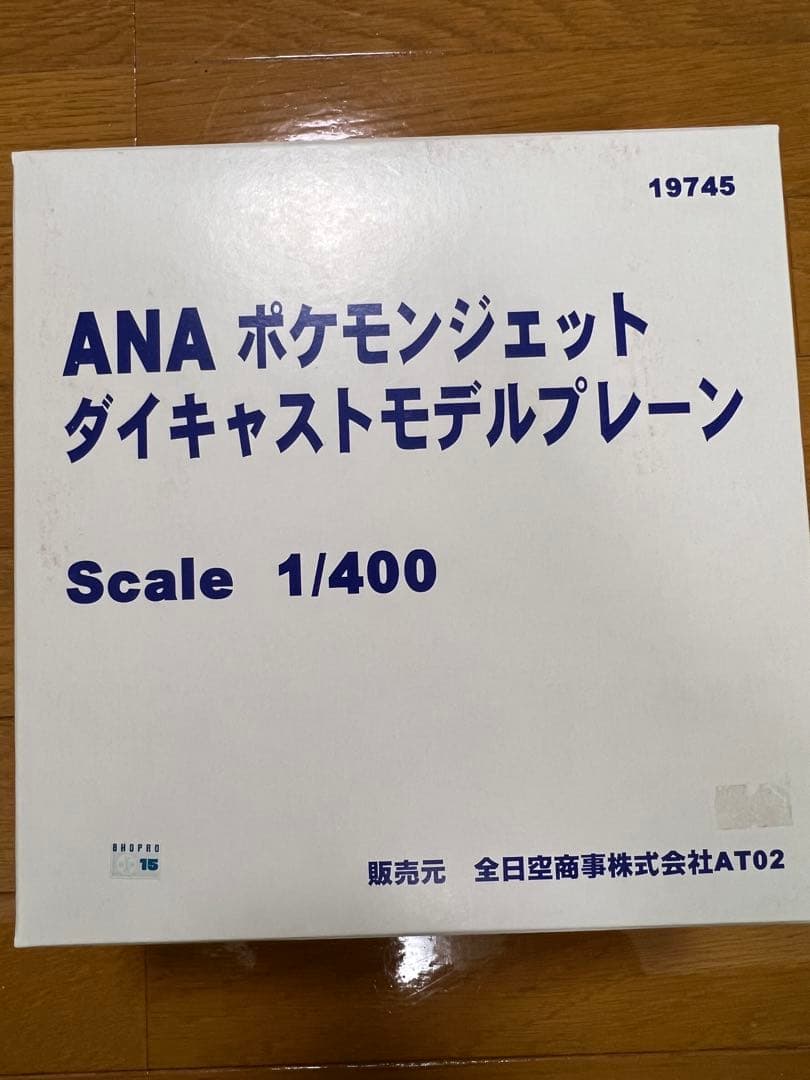 19745
ANA ポケモンジェット
ダイキャストモデルプレーン
Scale 1/400
BHOPRO
15
販売元 全日空商事株式会社AT02